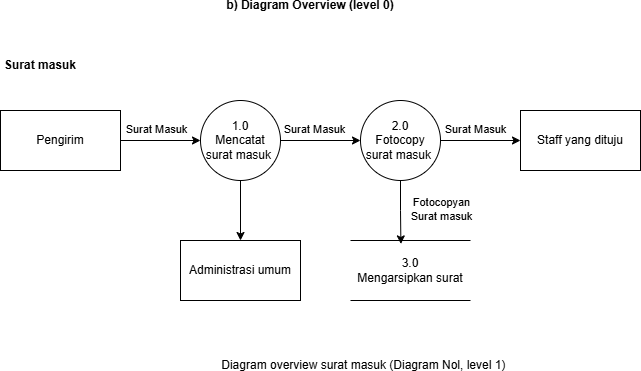 b) Diagram Overview (level 0)
Surat masuk
Pengirim
Surat Masuk
1.0
Mencatat
surat masuk
Surat Masuk
2.0
Fotocopy
surat masuk
Surat Masuk
Staff yang dituju
Fotocopyan
Surat masuk
Administrasi umum
3.0
Mengarsipkan surat
Diagram overview surat masuk (Diagram Nol, level 1)